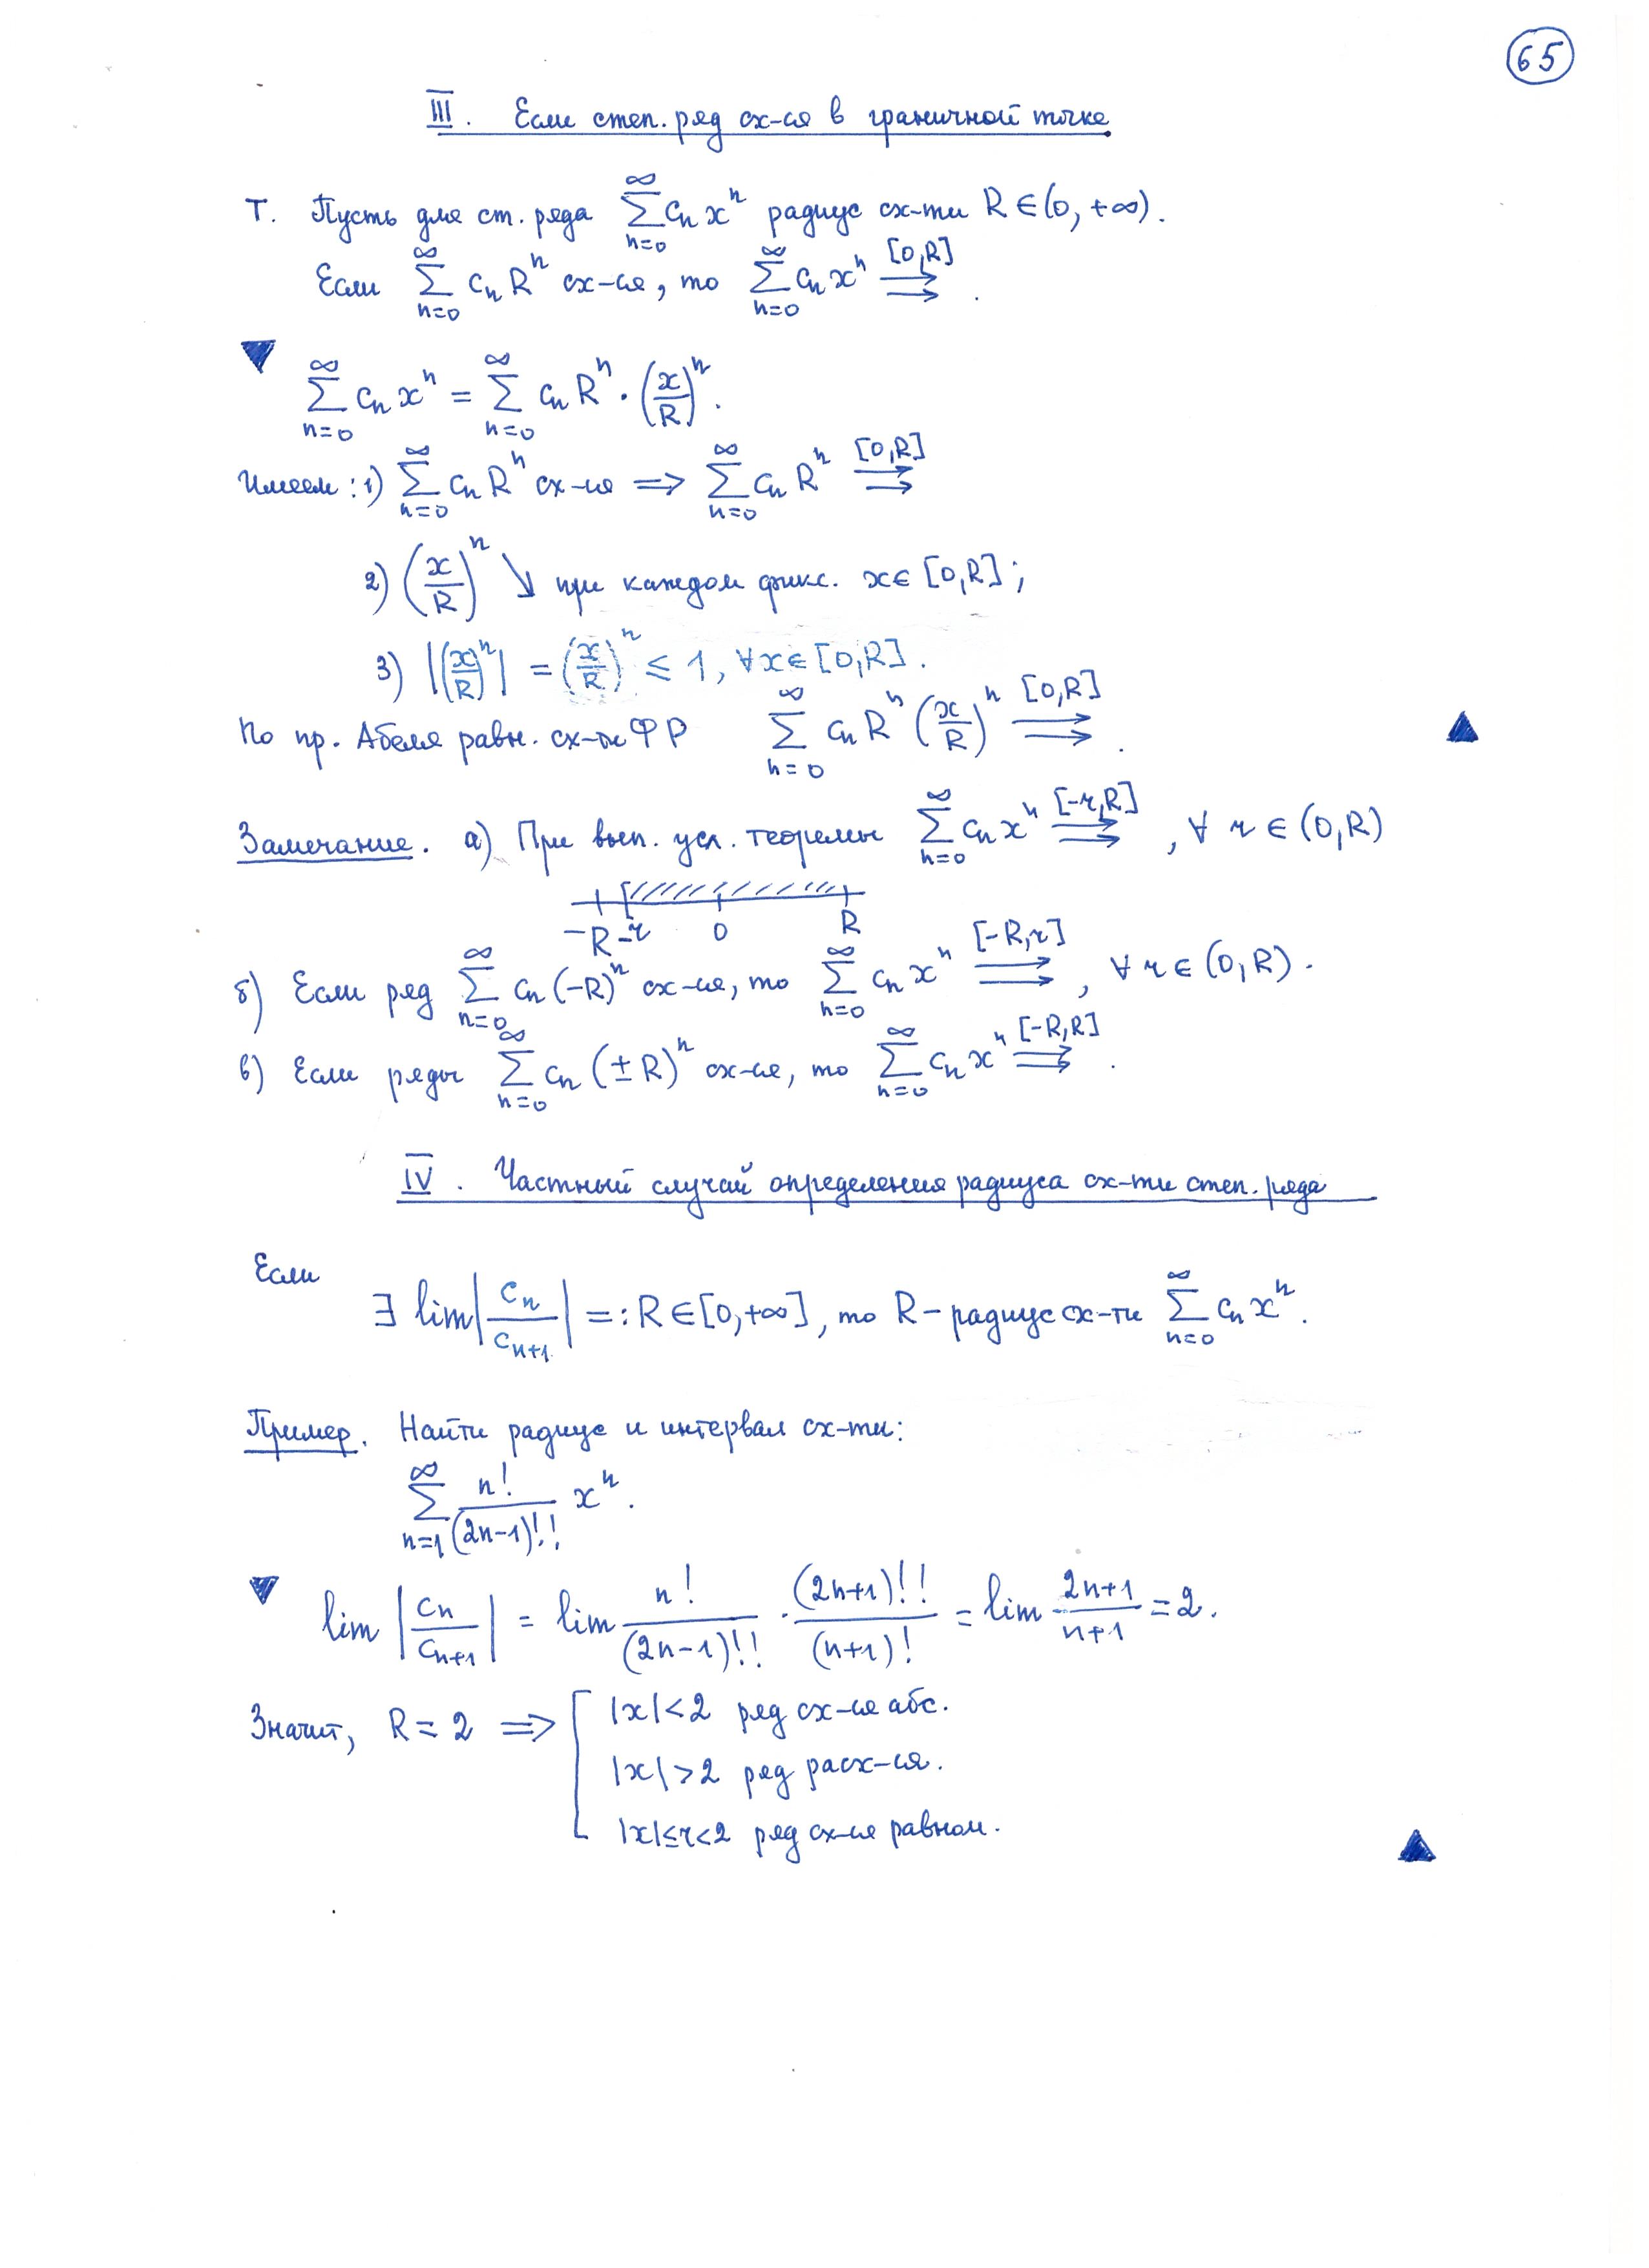 65
III. Если степ. ряд сх-ся в граничной точке.
Т. Пусть для ст. ряда $\sum_{n=0}^{\infty} c_n x^n$ радиус сх-ти $R \in (0, +\infty)$.
Если $\sum_{n=0}^{\infty} c_n R^n$ сх-ся, то $\sum_{n=0}^{\infty} c_n x^n \overset{[0,R]}{\rightrightarrows}$.
▼ $\sum_{n=0}^{\infty} c_n x^n = \sum_{n=0}^{\infty} c_n R^n \cdot \left(\frac{x}{R}\right)^n$.
Имеем: 1) $\sum_{n=0}^{\infty} c_n R^n$ сх-ся $\Rightarrow \sum_{n=0}^{\infty} c_n R^n \overset{[0,R]}{\rightrightarrows}$
2) $\left(\frac{x}{R}\right)^n \searrow$ при каждом фикс. $x \in [0,R]$;
3) $\left|\left(\frac{x}{R}\right)^n\right| = \left(\frac{x}{R}\right)^n \leq 1, \forall x \in [0,R]$.
По пр. Абеля равн. сх-ти ФР $\sum_{n=0}^{\infty} c_n R^n \left(\frac{x}{R}\right)^n \overset{[0,R]}{\rightrightarrows}$. ▲
Замечание. а) При вып. усл. теоремы $\sum_{n=0}^{\infty} c_n x^n \overset{[-r,R]}{\rightrightarrows}, \forall r \in (0,R)$
-R -r 0 R
б) Если ряд $\sum_{n=0}^{\infty} c_n (-R)^n$ сх-ся, то $\sum_{n=0}^{\infty} c_n x^n \overset{[-R,r]}{\rightrightarrows}, \forall r \in (0,R)$.
в) Если ряды $\sum_{n=0}^{\infty} c_n (\pm R)^n$ сх-ся, то $\sum_{n=0}^{\infty} c_n x^n \overset{[-R,R]}{\rightrightarrows}$.
IV. Частный случай определения радиуса сх-ти степ. ряда
Если
$\exists \lim \left|\frac{c_n}{c_{n+1}}\right| =: R \in [0,+\infty]$, то R - радиус сх-ти $\sum_{n=0}^{\infty} c_n x^n$.
Пример. Найти радиус и интервал сх-ти:
$\sum_{n=1}^{\infty} \frac{n!}{(2n-1)!!} x^n$.
▼ $\lim \left|\frac{c_n}{c_{n+1}}\right| = \lim \frac{n!}{(2n-1)!!} \cdot \frac{(2n+1)!!}{(n+1)!} = \lim \frac{2n+1}{n+1} = 2$.
Значит, $R = 2 \Rightarrow$ [ $|x| < 2$ ряд сх-ся абс.
$|x| > 2$ ряд расх-ся.
$|x| \leq r < 2$ ряд сх-ся равном. ▲